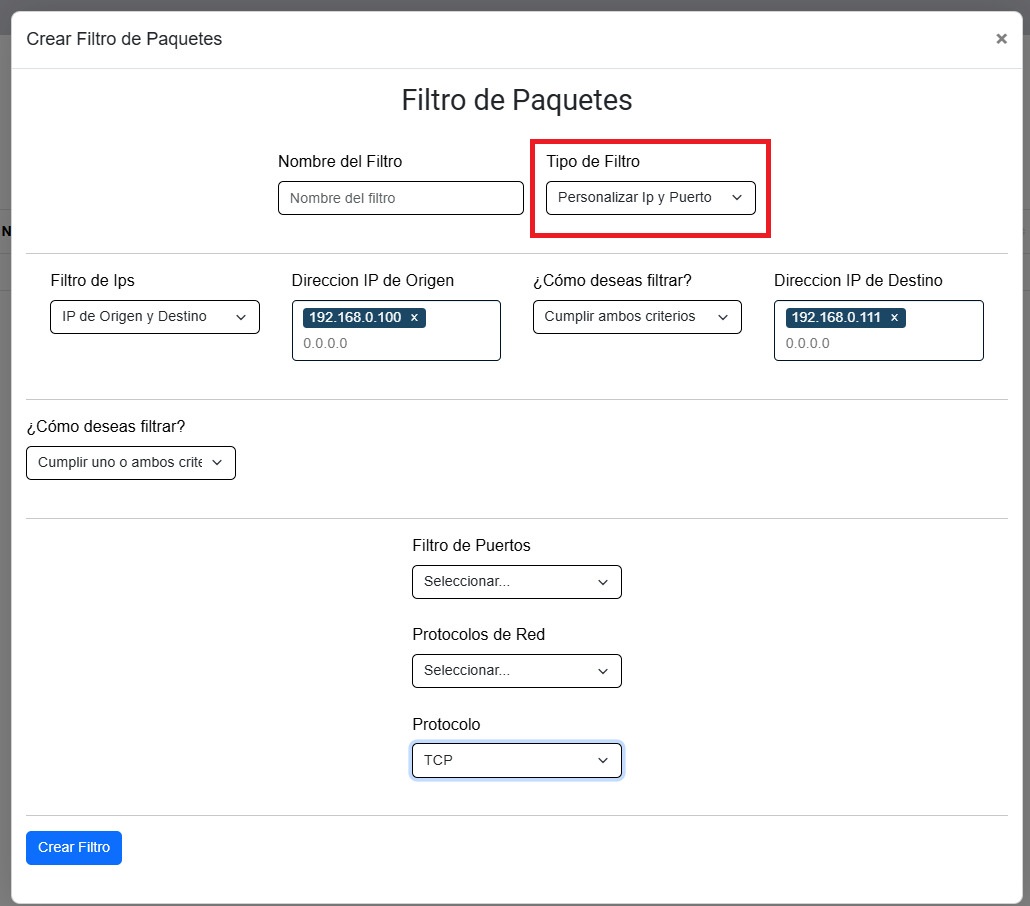 Crear Filtro de Paquetes ×
Filtro de Paquetes
Nombre del Filtro
Nombre del filtro
Tipo de Filtro
Personalizar Ip y Puerto
N
Filtro de Ips
IP de Origen y Destino
Direccion IP de Origen
192.168.0.100 ×
0.0.0.0
¿Cómo deseas filtrar?
Cumplir ambos criterios
Direccion IP de Destino
192.168.0.111 ×
0.0.0.0
¿Cómo deseas filtrar?
Cumplir uno o ambos crite
Filtro de Puertos
Seleccionar...
Protocolos de Red
Seleccionar...
Protocolo
TCP
Crear Filtro